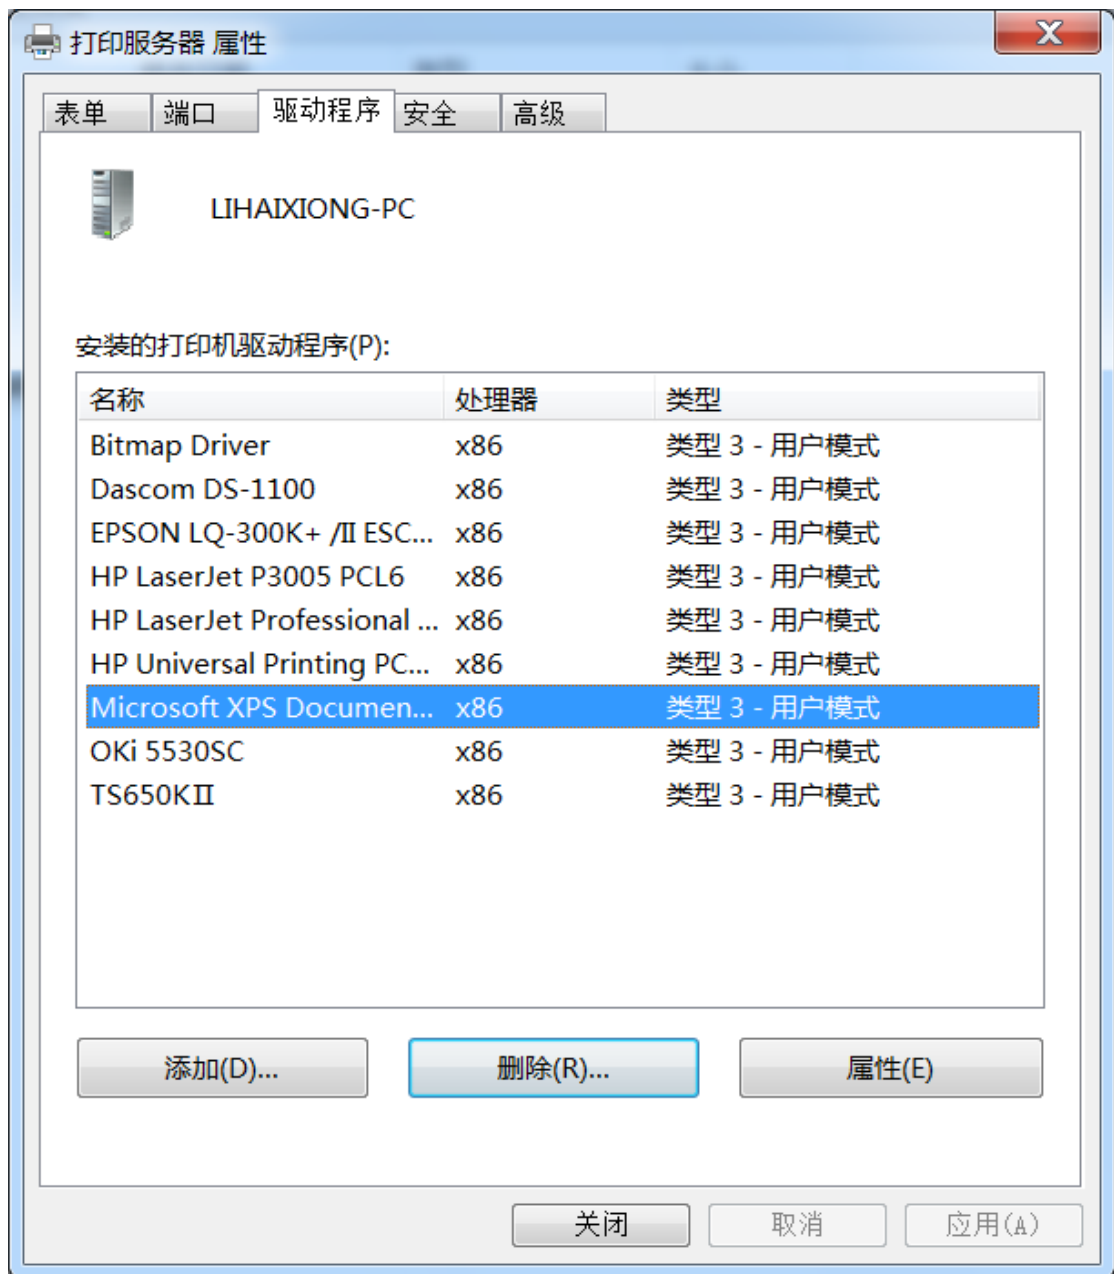 打印服务器 属性
表单 端口 驱动程序 安全 高级
LIHAIXIONG-PC
安装的打印机驱动程序(P):
名称 处理器 类型
Bitmap Driver x86 类型 3 - 用户模式
Dascom DS-1100 x86 类型 3 - 用户模式
EPSON LQ-300K+ /II ESC... x86 类型 3 - 用户模式
HP LaserJet P3005 PCL6 x86 类型 3 - 用户模式
HP LaserJet Professional ... x86 类型 3 - 用户模式
HP Universal Printing PC... x86 类型 3 - 用户模式
Microsoft XPS Documen... x86 类型 3 - 用户模式
OKi 5530SC x86 类型 3 - 用户模式
TS650KⅡ x86 类型 3 - 用户模式
添加(D)... 删除(R)... 属性(E)
关闭 取消 应用(A)